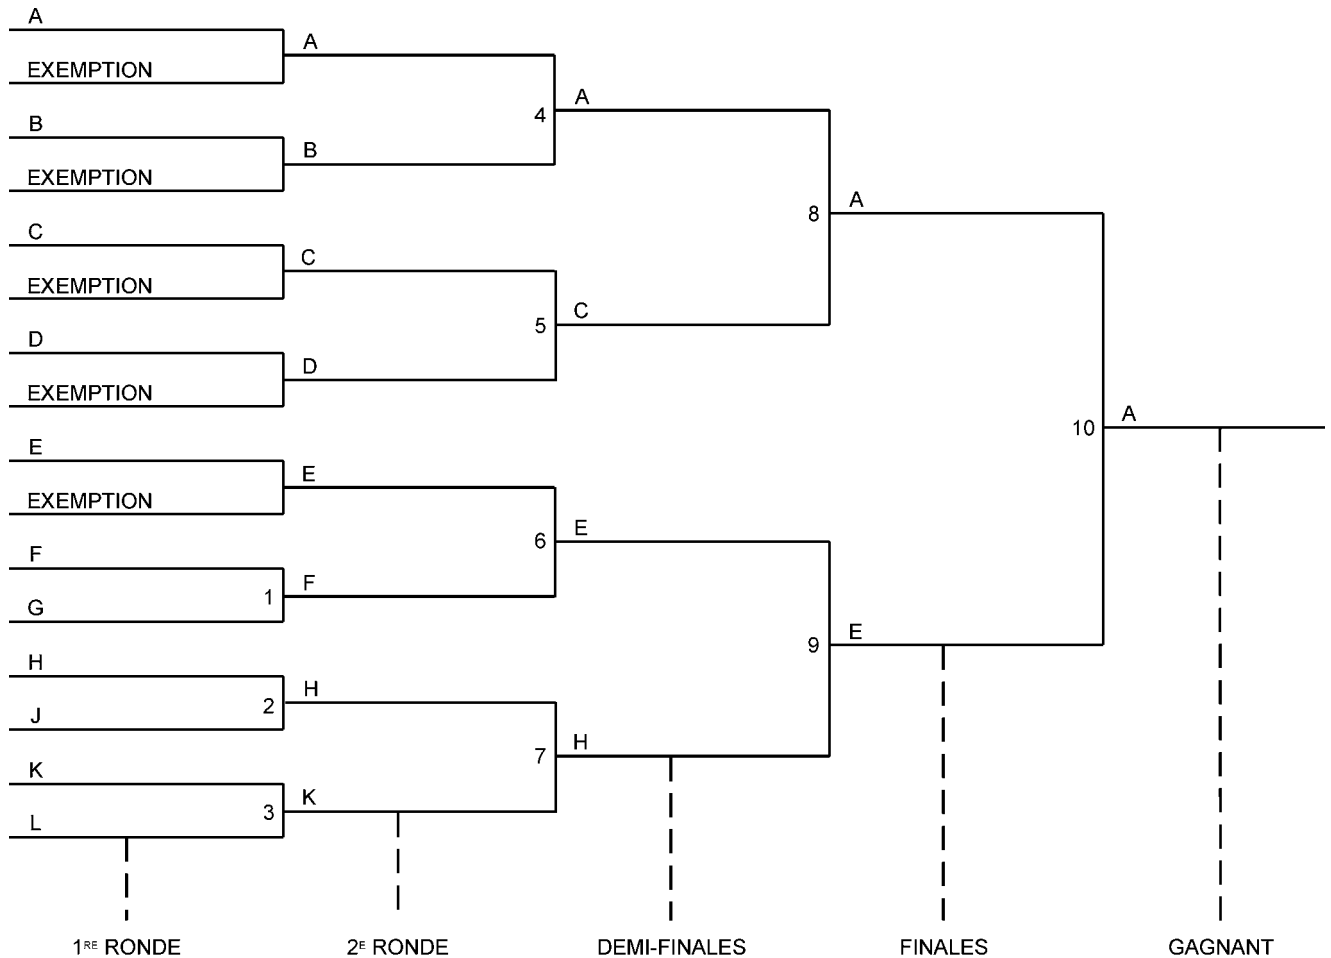 A
EXEMPTION
B
EXEMPTION
C
EXEMPTION
D
EXEMPTION
E
EXEMPTION
F
G
1
H
J
2
K
L
3
A
B
4
C
D
5
E
F
6
H
K
7
A
C
8
E
H
9
A
E
10
A
1RE RONDE
2E RONDE
DEMI-FINALES
FINALES
GAGNANT